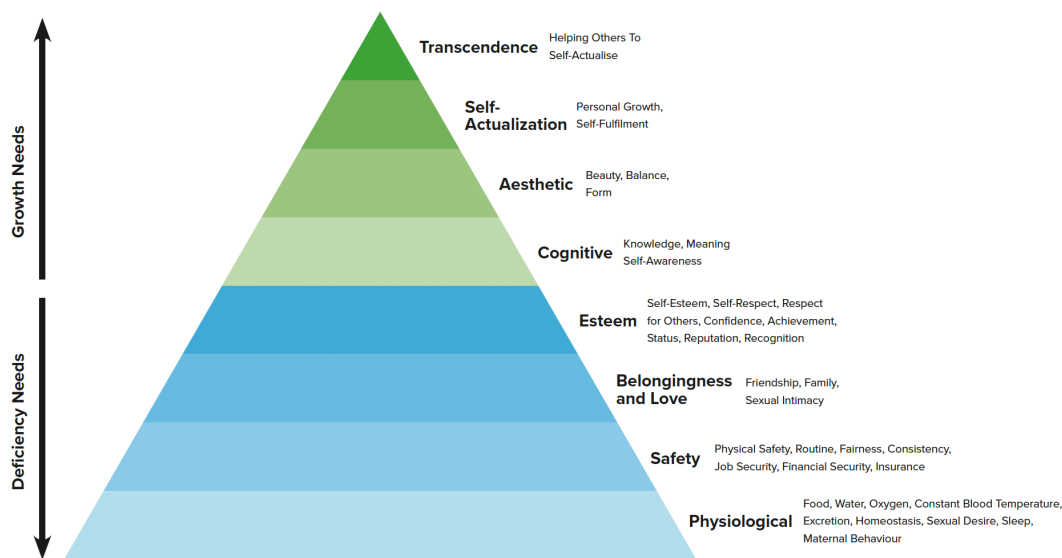 Growth Needs
Deficiency Needs
Transcendence
Helping Others To
Self-Actualise
Self-
Actualization
Personal Growth,
Self-Fulfilment
Aesthetic
Beauty, Balance,
Form
Cognitive
Knowledge, Meaning
Self-Awareness
Esteem
Self-Esteem, Self-Respect, Respect
for Others, Confidence, Achievement,
Status, Reputation, Recognition
Belongingness
and Love
Friendship, Family,
Sexual Intimacy
Safety
Physical Safety, Routine, Fairness, Consistency,
Job Security, Financial Security, Insurance
Physiological
Food, Water, Oxygen, Constant Blood Temperature,
Excretion, Homeostasis, Sexual Desire, Sleep,
Maternal Behaviour